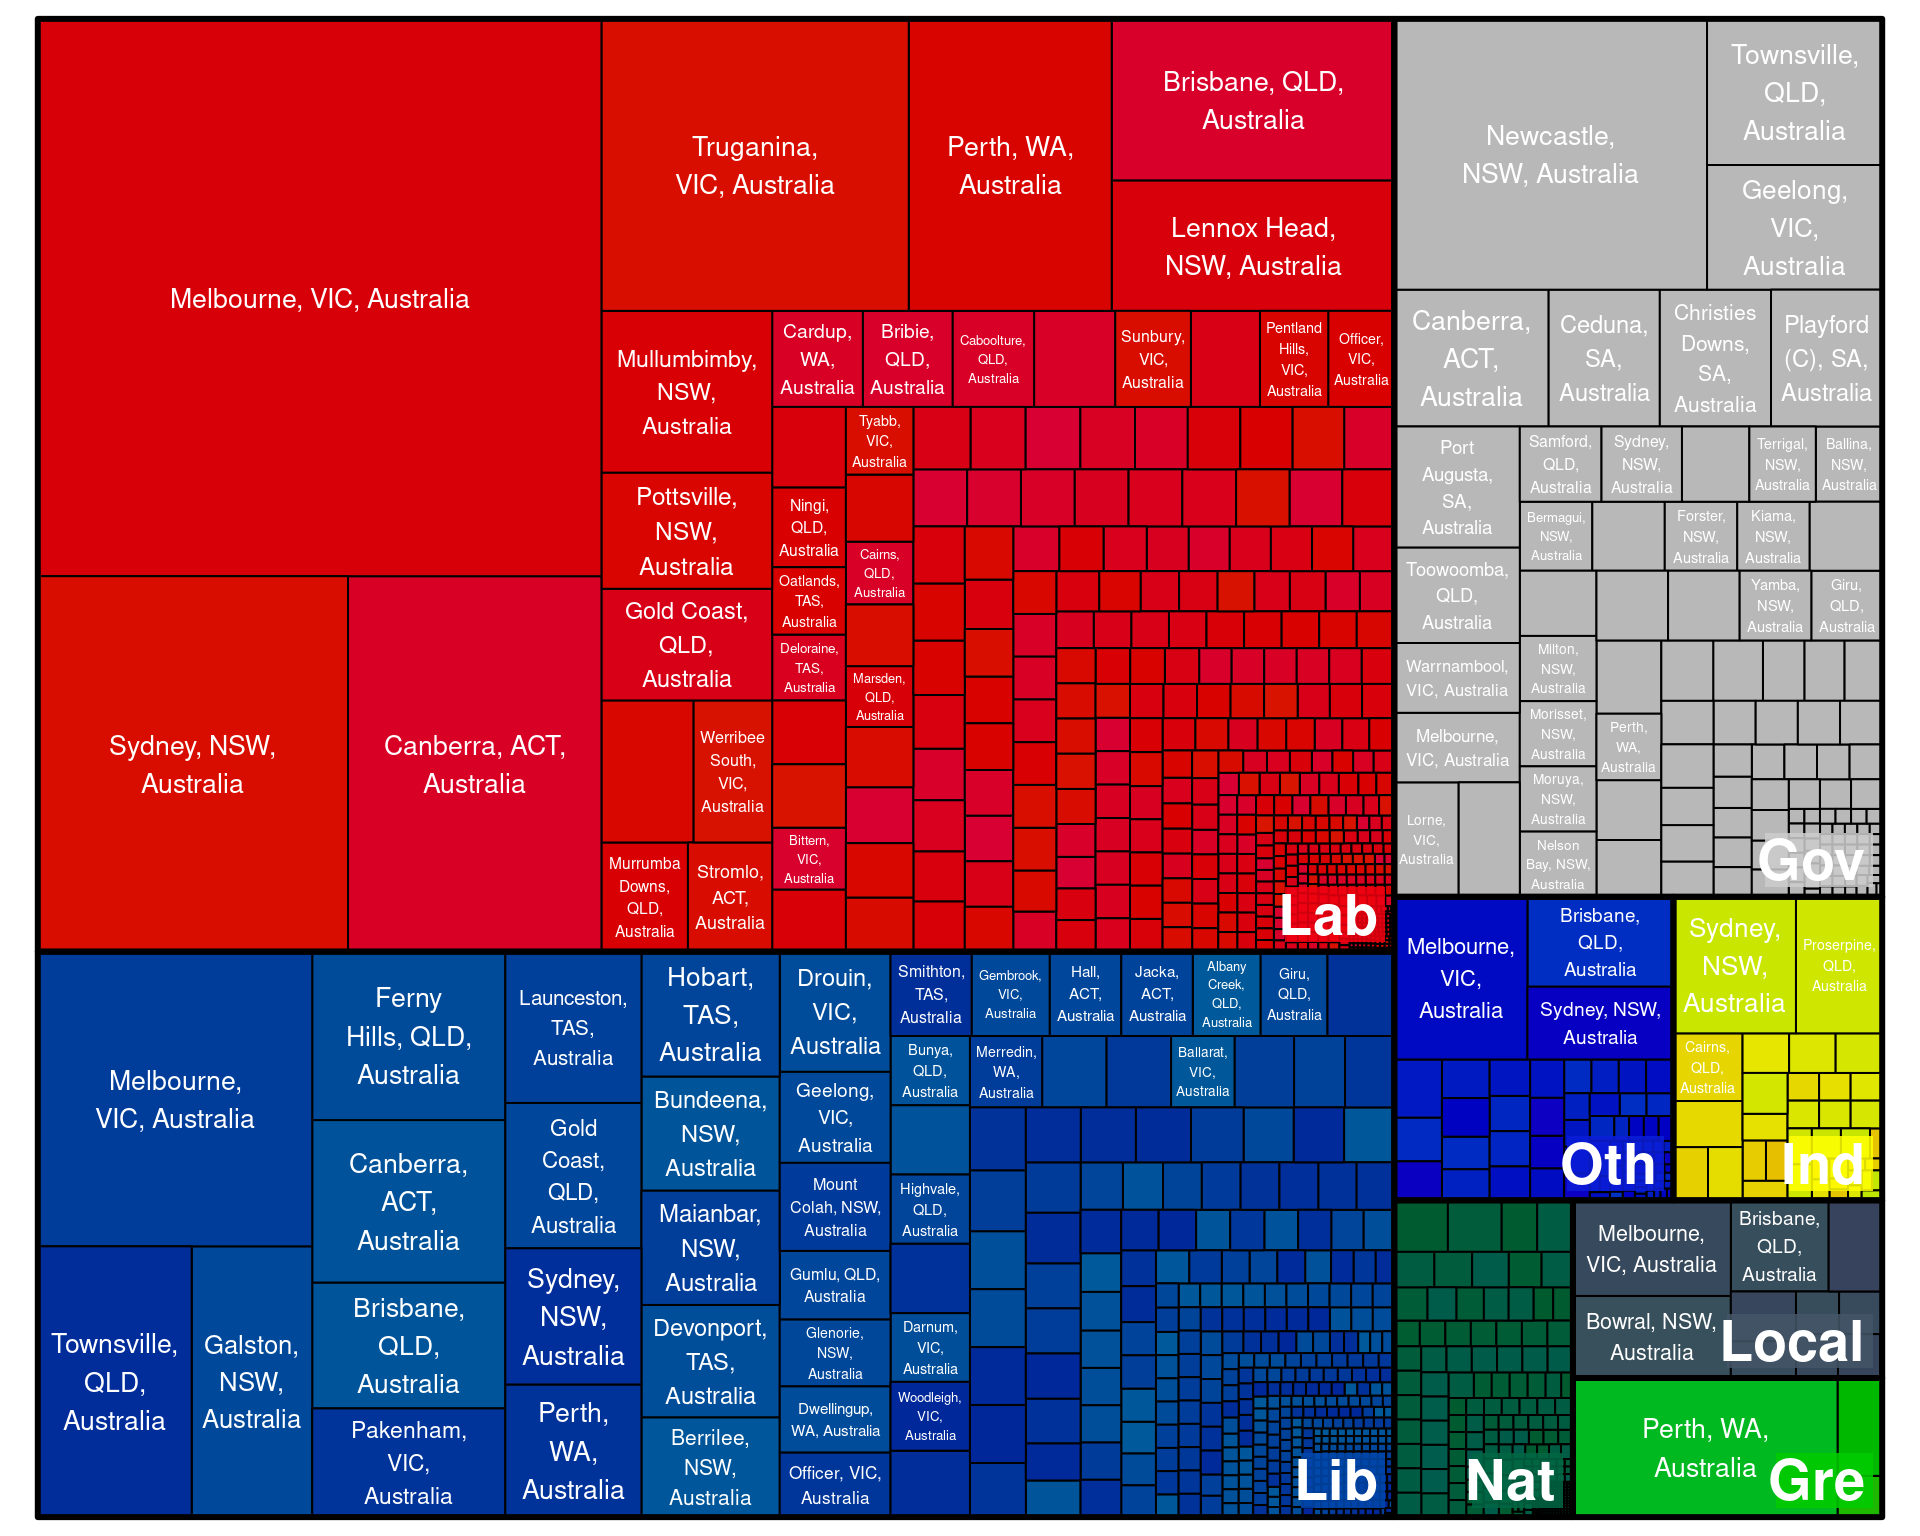 Melbourne, VIC, Australia
Sydney, NSW,
Australia
Canberra, ACT,
Australia
Truganina,
VIC, Australia
Perth, WA,
Australia
Brisbane, QLD,
Australia
Lennox Head,
NSW, Australia
Mullumbimby,
NSW,
Australia
Pottsville,
NSW,
Australia
Gold Coast,
QLD,
Australia
Werribee
South,
VIC,
Australia
Murrumba
Downs,
QLD,
Australia
Stromlo,
ACT,
Australia
Cardup,
WA,
Australia
Bribie,
QLD,
Australia
Caboolture,
QLD,
Australia
Sunbury,
VIC,
Australia
Pentland
Hills,
VIC,
Australia
Officer,
VIC,
Australia
Ningi,
QLD,
Australia
Oatlands,
TAS,
Australia
Deloraine,
TAS,
Australia
Bittern,
VIC,
Australia
Tyabb,
VIC,
Australia
Cairns,
QLD,
Australia
Marsden,
QLD,
Australia
Lab
Newcastle,
NSW, Australia
Townsville,
QLD,
Australia
Geelong,
VIC,
Australia
Canberra,
ACT,
Australia
Ceduna,
SA,
Australia
Christies
Downs,
SA,
Australia
Playford
(C), SA,
Australia
Port
Augusta,
SA,
Australia
Toowoomba,
QLD,
Australia
Warrnambool,
VIC, Australia
Melbourne,
VIC, Australia
Lorne,
VIC,
Australia
Samford,
QLD,
Australia
Sydney,
NSW,
Australia
Terrigal,
NSW,
Australia
Ballina,
NSW,
Australia
Bermagui,
NSW,
Australia
Forster,
NSW,
Australia
Kiama,
NSW,
Australia
Yamba,
NSW,
Australia
Giru,
QLD,
Australia
Milton,
NSW,
Australia
Morisset,
NSW,
Australia
Moruya,
NSW,
Australia
Nelson
Bay, NSW,
Australia
Perth,
WA,
Australia
Gov
Melbourne,
VIC, Australia
Townsville,
QLD,
Australia
Galston,
NSW,
Australia
Ferny
Hills, QLD,
Australia
Canberra,
ACT,
Australia
Brisbane,
QLD,
Australia
Pakenham,
VIC,
Australia
Launceston,
TAS,
Australia
Gold
Coast,
QLD,
Australia
Sydney,
NSW,
Australia
Perth,
WA,
Australia
Hobart,
TAS,
Australia
Bundeena,
NSW,
Australia
Maianbar,
NSW,
Australia
Devonport,
TAS,
Australia
Berrilee,
NSW,
Australia
Drouin,
VIC,
Australia
Geelong,
VIC,
Australia
Mount
Colah, NSW,
Australia
Gumlu, QLD,
Australia
Glenorie,
NSW,
Australia
Dwellingup,
WA, Australia
Officer, VIC,
Australia
Smithton,
TAS,
Australia
Gembrook,
VIC,
Australia
Hall,
ACT,
Australia
Jacka,
ACT,
Australia
Albany
Creek,
QLD,
Australia
Giru,
QLD,
Australia
Bunya,
QLD,
Australia
Merredin,
WA,
Australia
Ballarat,
VIC,
Australia
Highvale,
QLD,
Australia
Darnum,
VIC,
Australia
Woodleigh,
VIC,
Australia
Lib
Melbourne,
VIC,
Australia
Brisbane,
QLD,
Australia
Sydney, NSW,
Australia
Oth
Sydney,
NSW,
Australia
Proserpine,
QLD,
Australia
Cairns,
QLD,
Australia
Ind
Nat
Melbourne,
VIC, Australia
Brisbane,
QLD,
Australia
Bowral, NSW,
Australia
Local
Perth, WA,
Australia
Gre